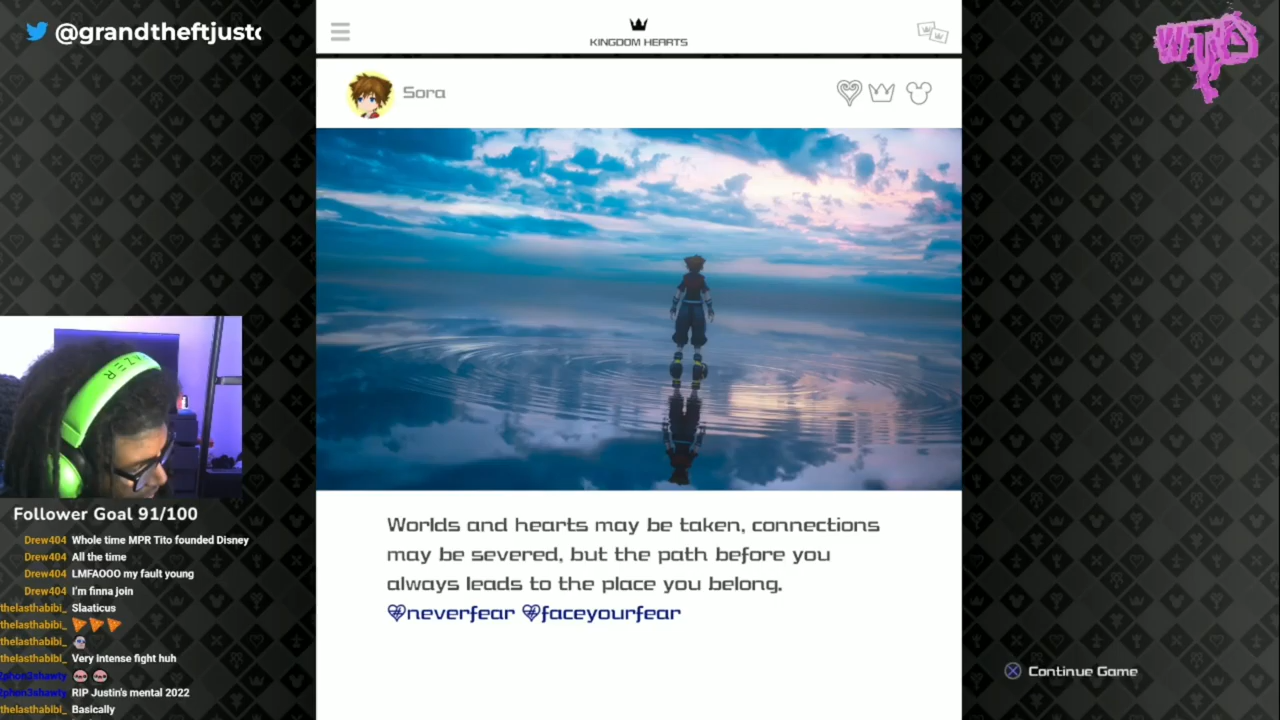 @grandtheftjusto
KINGDOM HEARTS
Sora
Worlds and hearts may be taken, connections
may be severed, but the path before you
always leads to the place you belong.
neverfear faceyourfear
Continue Game
RAZER
Follower Goal 91/100
Drew404 Whole time MPR Tito founded Disney
Drew404 All the time
Drew404 LMFAOOO my fault young
Drew404 I'm finna join
thelasthabibi_ Slaaticus
thelasthabibi_
thelasthabibi_
thelasthabibi_ Very Intense fight huh
RIP Justin's mental 2022
thelasthabibi_ Basically